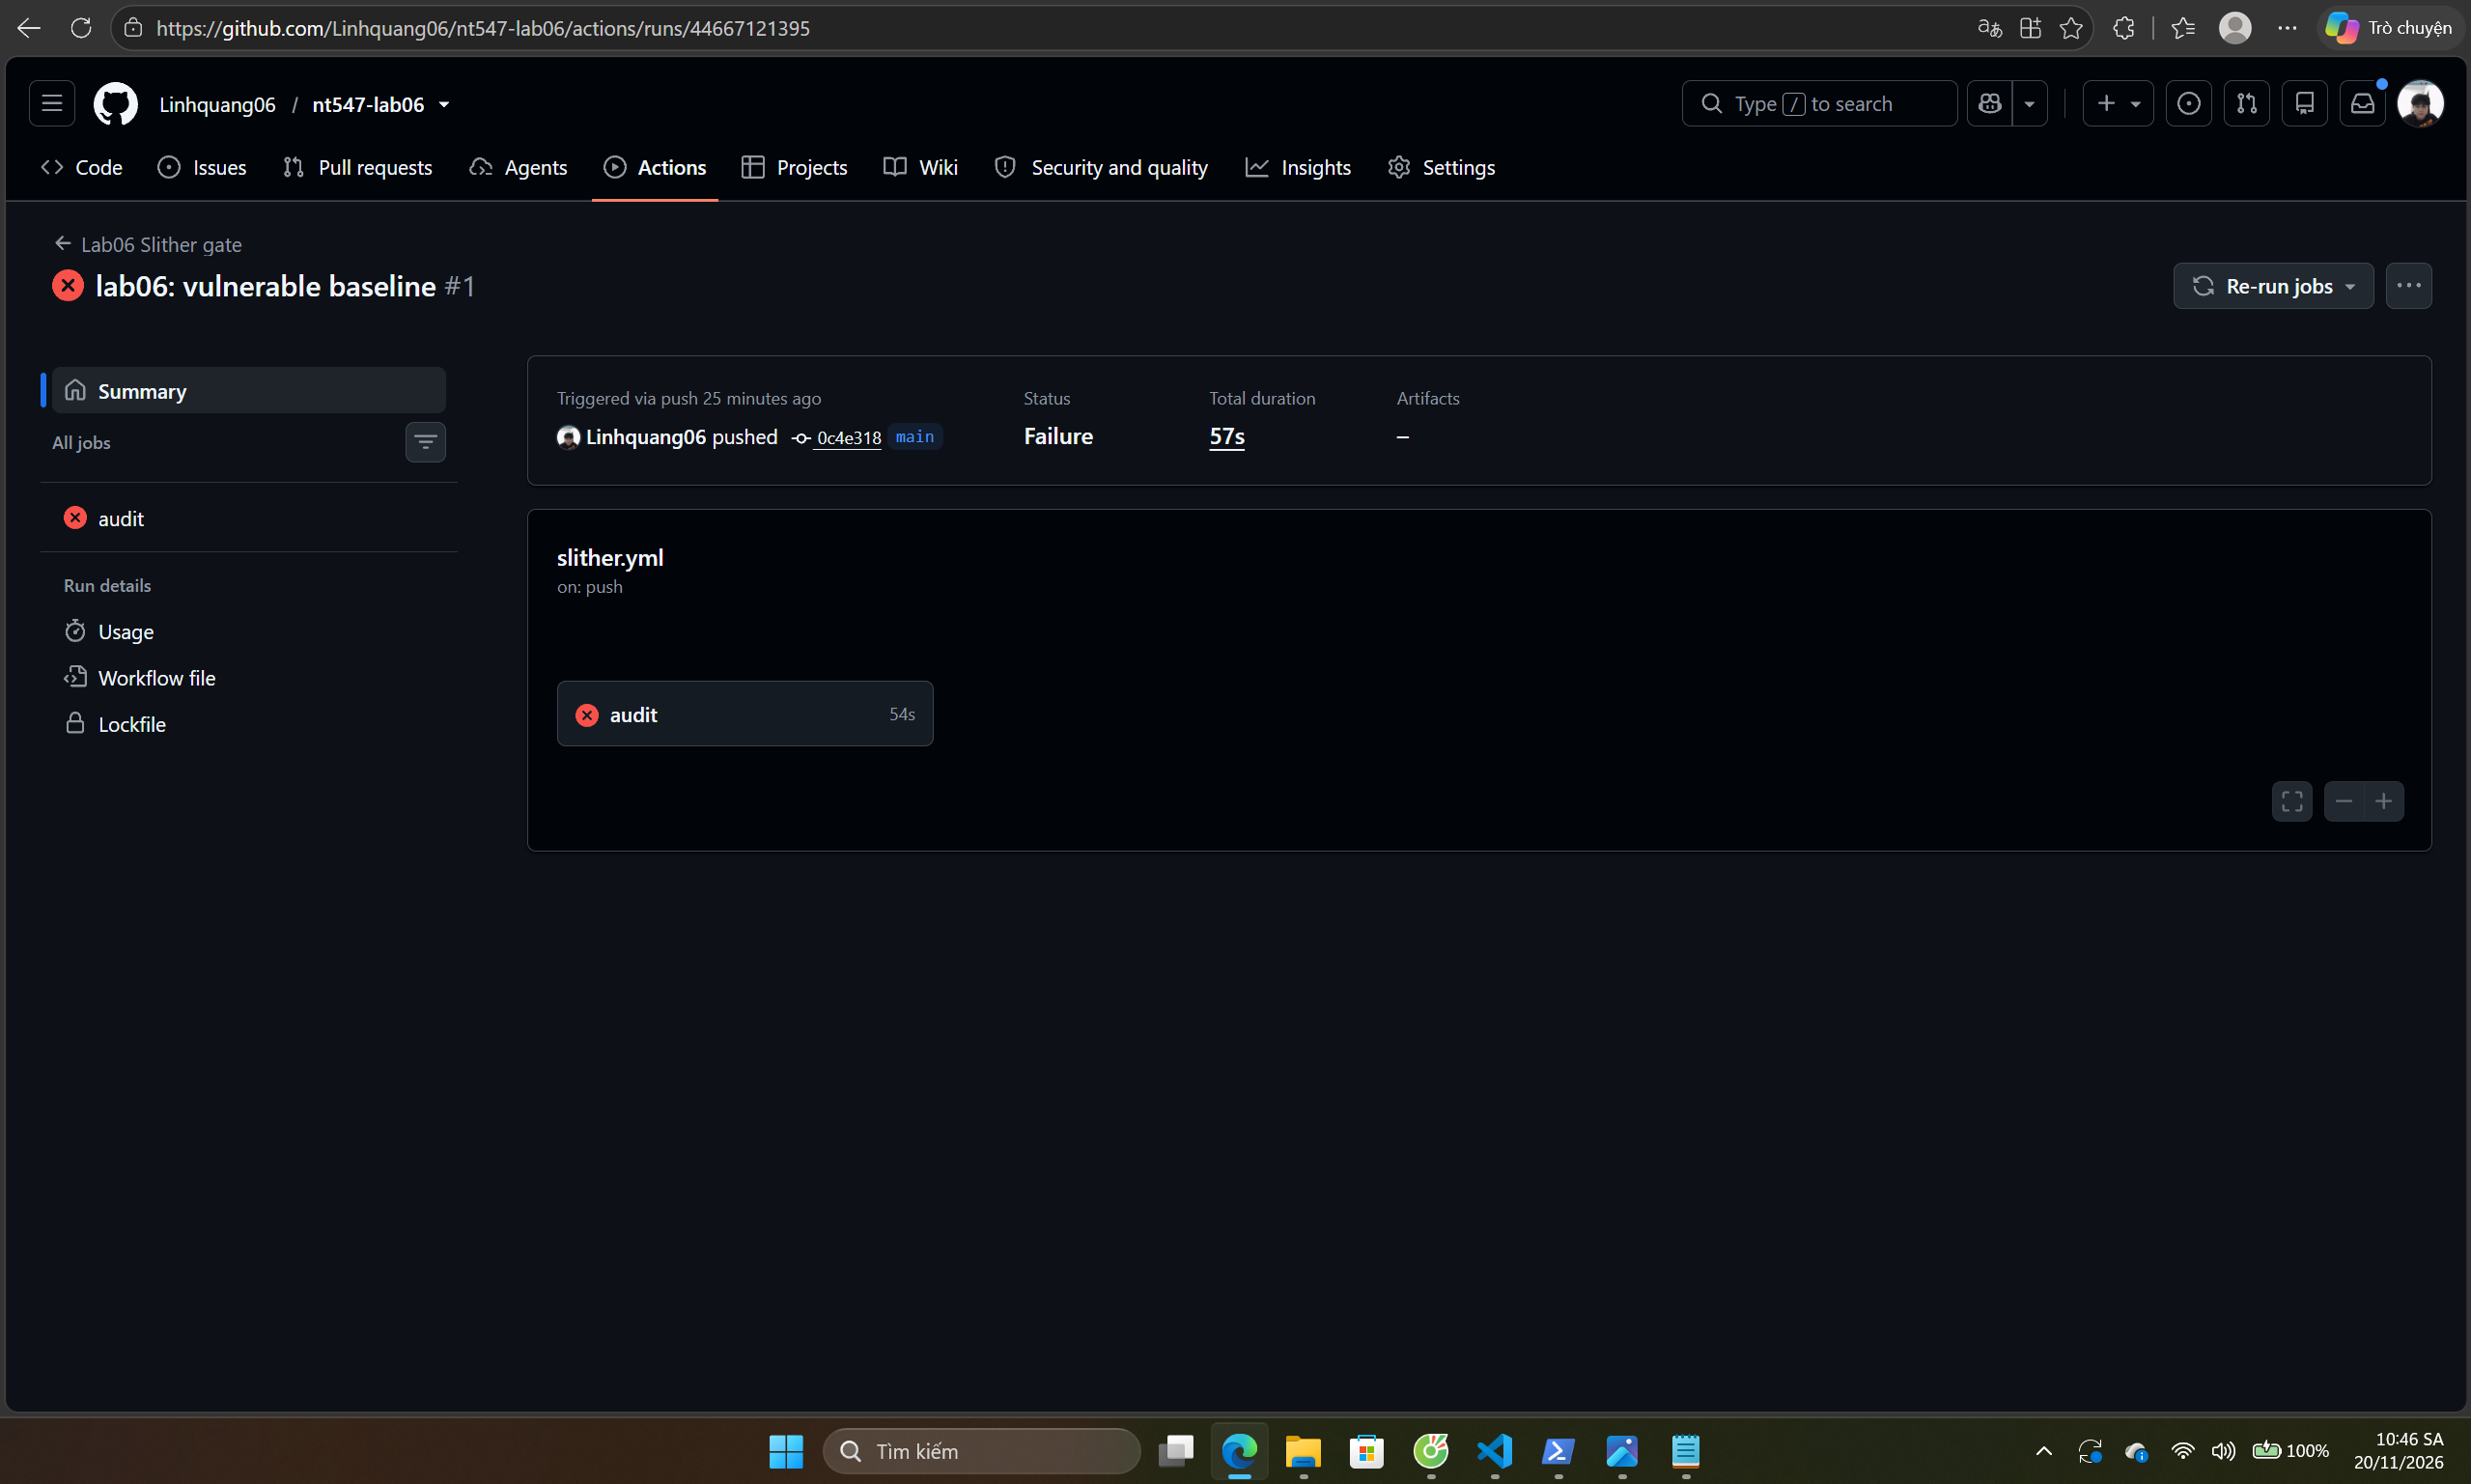 https://github.com/Linhquang06/nt547-lab06/actions/runs/44667121395
Trò chuyện
Linhquang06 / nt547-lab06
Type / to search
Code
Issues
Pull requests
Agents
Actions
Projects
Wiki
Security and quality
Insights
Settings
Lab06 Slither gate
lab06: vulnerable baseline #1
Re-run jobs
Summary
All jobs
audit
Run details
Usage
Workflow file
Lockfile
Triggered via push 25 minutes ago
Linhquang06 pushed 0c4e318 main
Status
Failure
Total duration
57s
Artifacts
–
slither.yml
on: push
audit 54s
Tìm kiếm
100%
10:46 SA
20/11/2026